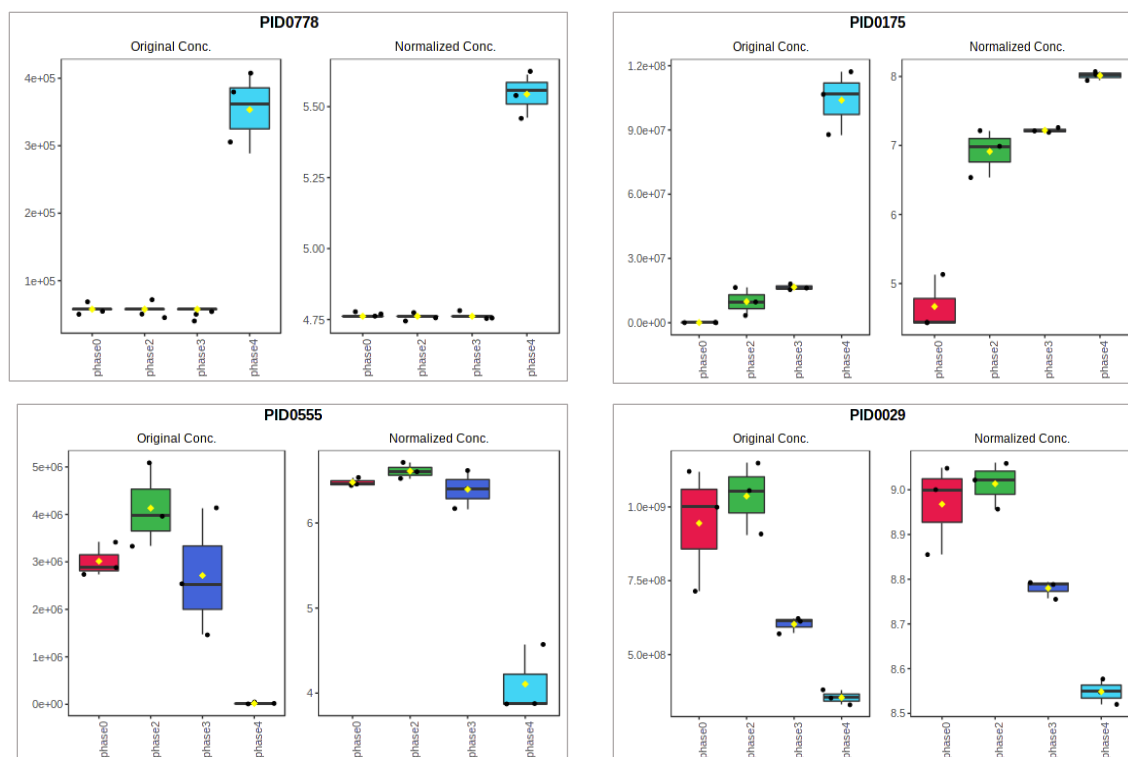 PID0778
Original Conc.
Normalized Conc.
4e+05
3e+05
2e+05
1e+05
5.50
5.25
5.00
4.75
phase0
phase2
phase3
phase4
phase0
phase2
phase3
phase4
PID0175
Original Conc.
Normalized Conc.
1.2e+08
9.0e+07
6.0e+07
3.0e+07
0.0e+00
8
7
6
5
phase0
phase2
phase3
phase4
phase0
phase2
phase3
phase4
PID0555
Original Conc.
Normalized Conc.
5e+06
4e+06
3e+06
2e+06
1e+06
0e+00
6
5
4
phase0
phase2
phase3
phase4
phase0
phase2
phase3
phase4
PID0029
Original Conc.
Normalized Conc.
1.0e+09
7.5e+08
5.0e+08
9.0
8.9
8.8
8.7
8.6
8.5
phase0
phase2
phase3
phase4
phase0
phase2
phase3
phase4